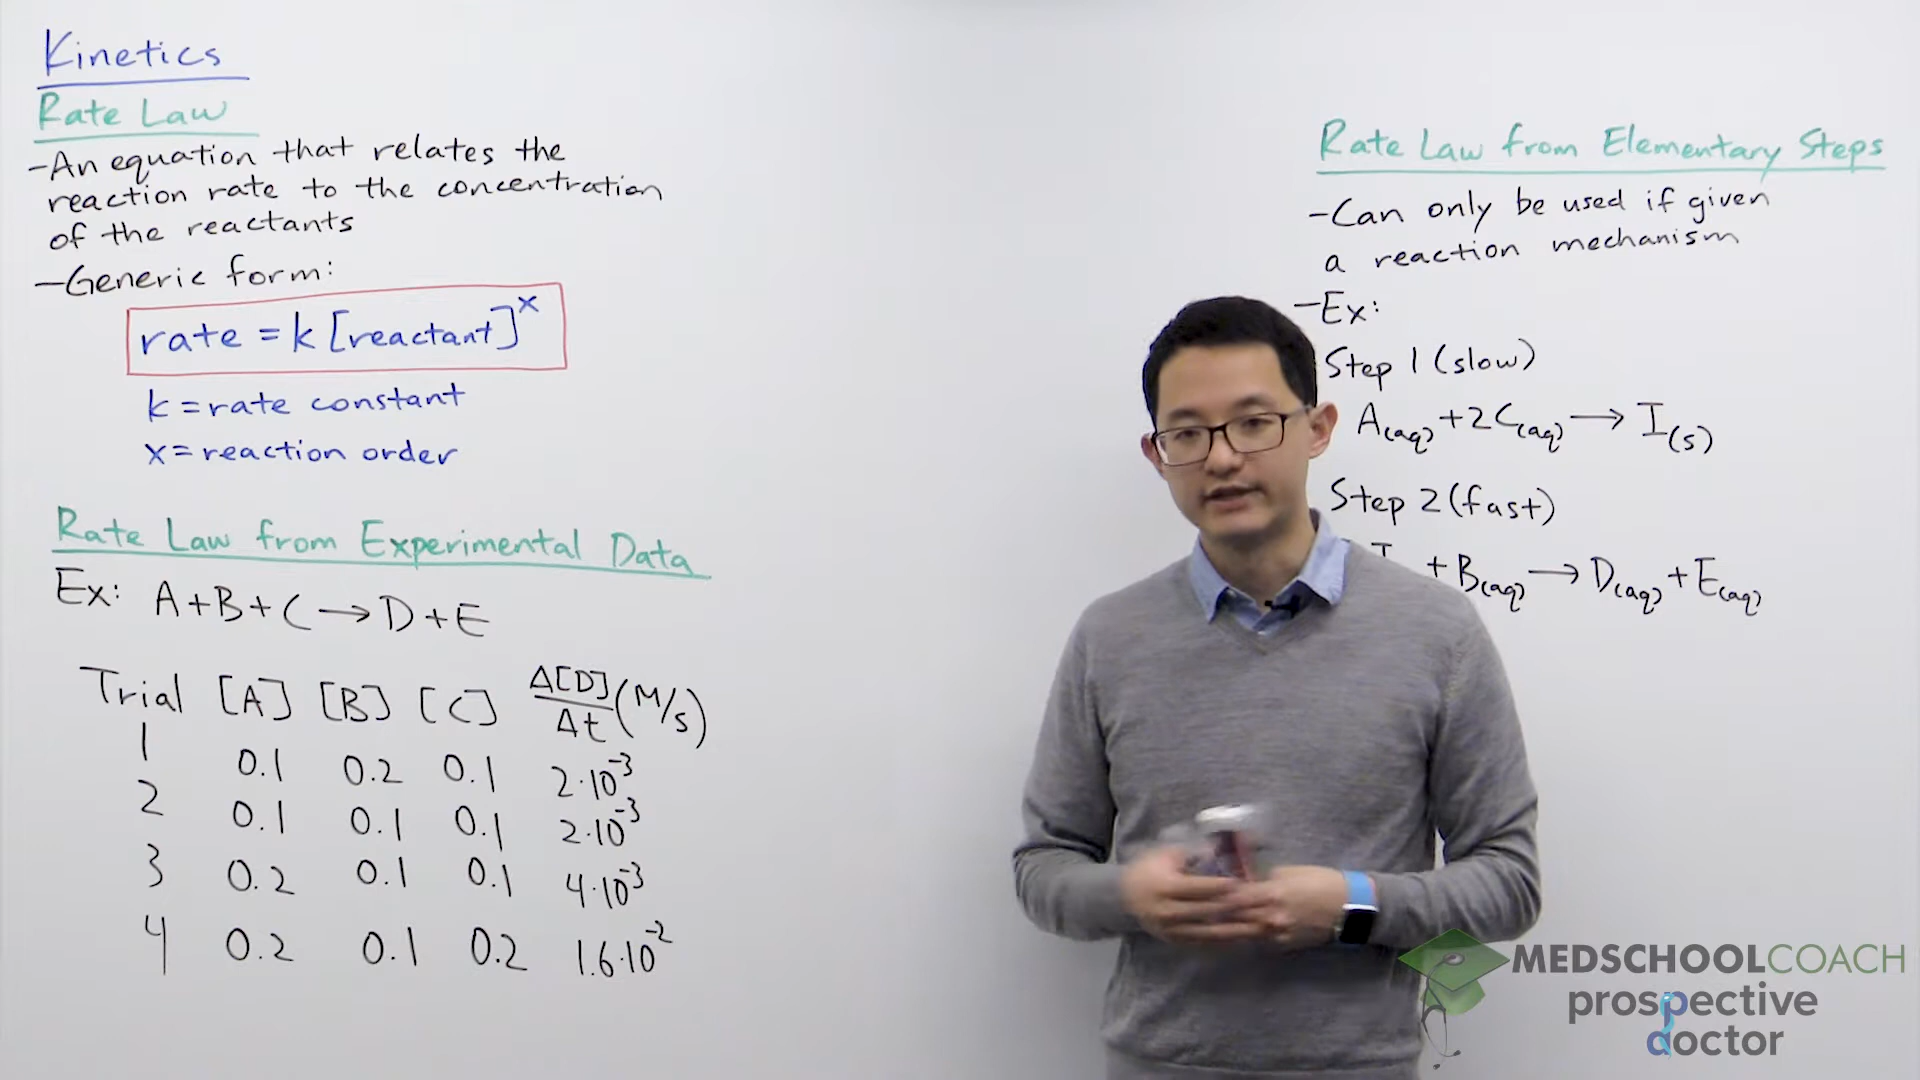 Kinetics
Rate Law
-An equation that relates the
reaction rate to the concentration
of the reactants
-Generic form:
rate = k [reactant]^x
k = rate constant
x = reaction order
Rate Law from Experimental Data
Ex: A+B+C → D+E
Trial [A] [B] [C] Δ[D]/Δt (M/s)
1 0.1 0.2 0.1 2·10^-3
2 0.1 0.1 0.1 2·10^-3
3 0.2 0.1 0.1 4·10^-3
4 0.2 0.1 0.2 1.6·10^-2
Rate Law from Elementary Steps
-Can only be used if given
a reaction mechanism
-Ex:
Step 1 (slow)
A(aq) + 2C(aq) → I(s)
Step 2 (fast)
+ B(aq) → D(aq) + E(aq)
MEDSCHOOLCOACH
prospective
doctor